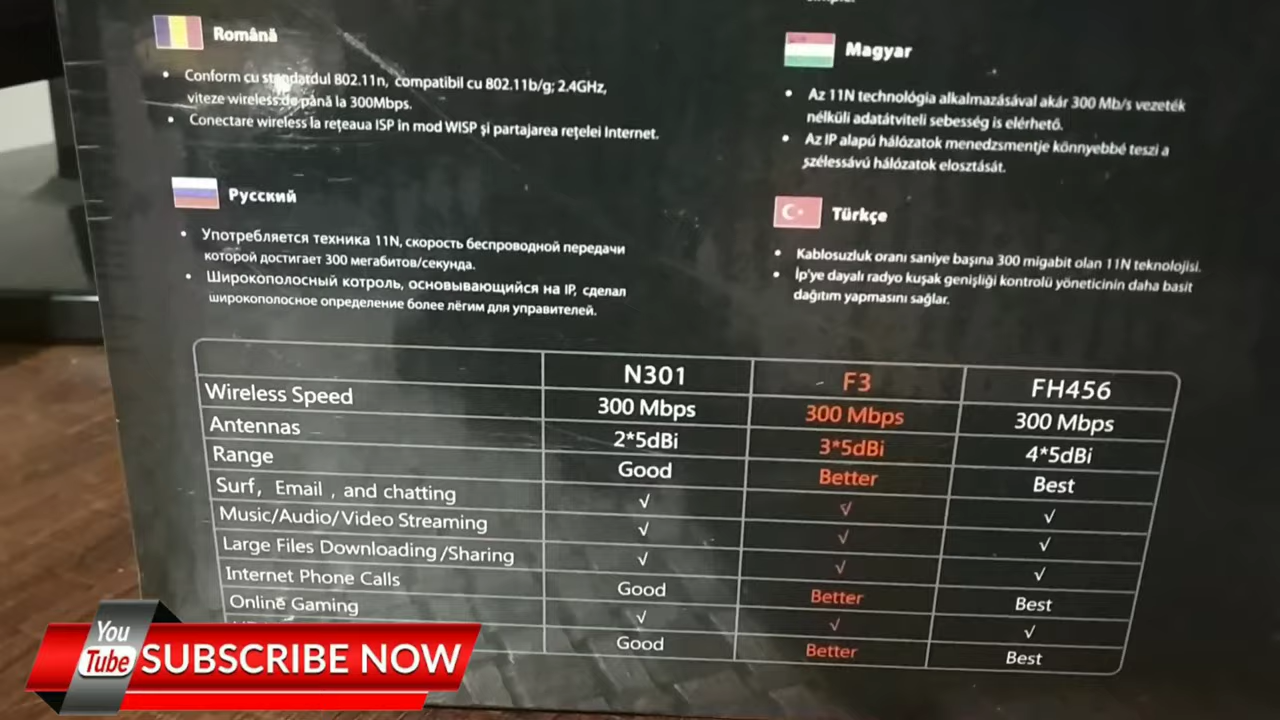 Română
• Conform cu standardul 802.11n, compatibil cu 802.11b/g; 2.4GHz,
viteze wireless de până la 300Mbps.
• Conectare wireless la rețeaua ISP în mod WISP și partajarea rețelei Internet.
Magyar
• Az 11N technológia alkalmazásával akár 300 Mb/s vezeték
nélküli adatátviteli sebesség is elérhető.
• Az IP alapú hálózatok menedzsmentje könnyebbé teszi a
szélessávú hálózatok elosztását.
Русский
• Употребляется техника 11N, скорость беспроводной передачи
которой достигает 300 мегабитов/секунда.
• Широкополосный котроль, основывающийся на IP, сделал
широкополосное определение более лёгим для управителей.
Türkçe
• Kablosuzluk oranı saniye başına 300 migabit olan 11N teknolojisi.
• İp'ye dayalı radyo kuşak genişliği kontrolü yöneticinin daha basit
dağıtım yapmasını sağlar.
N301 F3 FH456
Wireless Speed 300 Mbps 300 Mbps 300 Mbps
Antennas 2*5dBi 3*5dBi 4*5dBi
Range Good Better Best
Surf, Email , and chatting √ √ √
Music/Audio/Video Streaming √ √ √
Large Files Downloading/Sharing √ √ √
Internet Phone Calls Good Better Best
Online Gaming √ √ √
Good Better Best
You
Tube
SUBSCRIBE NOW